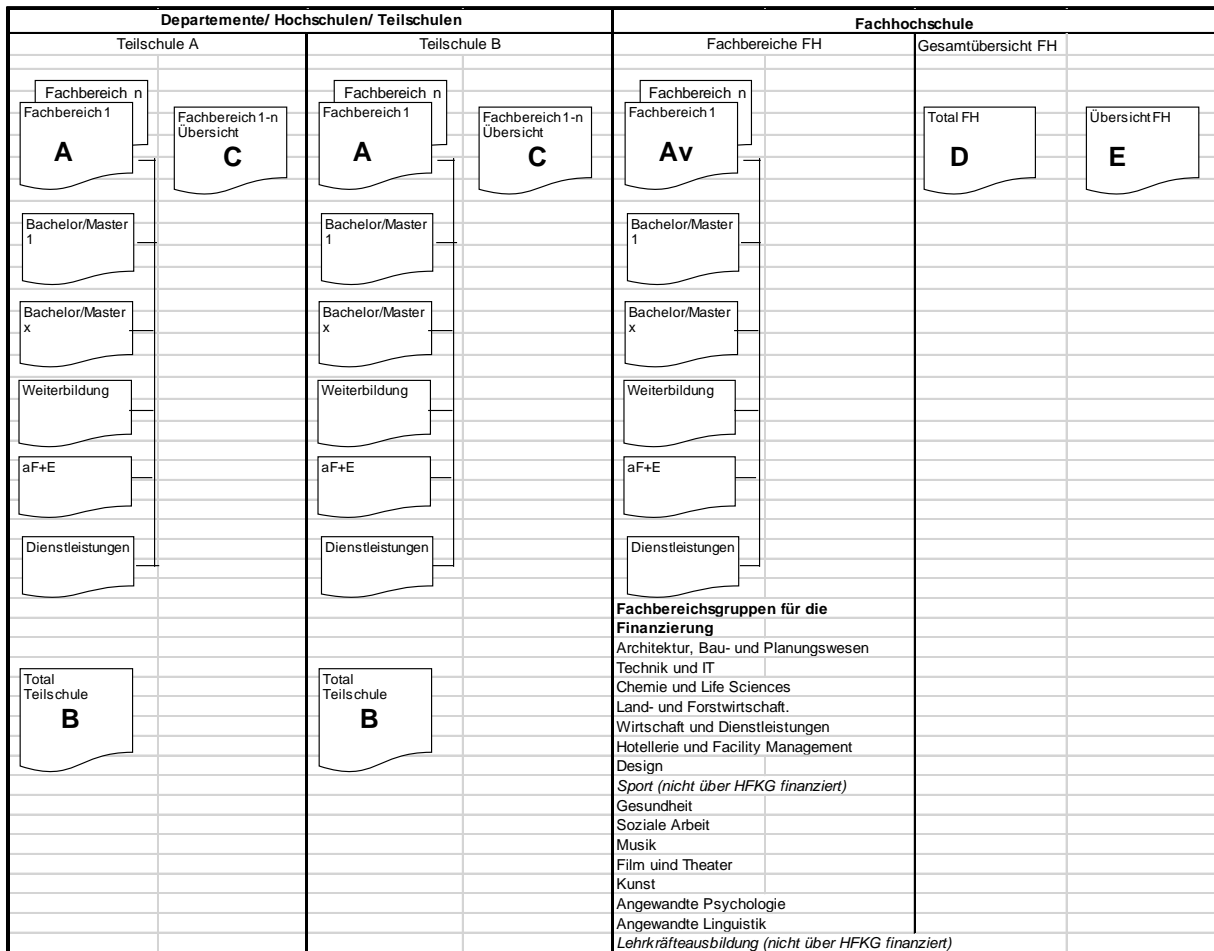 Departemente/ Hochschulen/ Teilschulen
Fachhochschule
Teilschule A
Teilschule B
Fachbereiche FH
Gesamtübersicht FH
Fachbereich n
Fachbereich 1
A
Fachbereich 1-n
Übersicht
C
Bachelor/Master
1
Bachelor/Master
x
Weiterbildung
aF+E
Dienstleistungen
Total
Teilschule
B
Fachbereich n
Fachbereich 1
A
Fachbereich 1-n
Übersicht
C
Bachelor/Master
1
Bachelor/Master
x
Weiterbildung
aF+E
Dienstleistungen
Total
Teilschule
B
Fachbereich n
Fachbereich 1
Av
Bachelor/Master
1
Bachelor/Master
x
Weiterbildung
aF+E
Dienstleistungen
Total FH
D
Übersicht FH
E
Fachbereichsgruppen für die
Finanzierung
Architektur, Bau- und Planungswesen
Technik und IT
Chemie und Life Sciences
Land- und Forstwirtschaft.
Wirtschaft und Dienstleistungen
Hotellerie und Facility Management
Design
Sport (nicht über HFKG finanziert)
Gesundheit
Soziale Arbeit
Musik
Film uind Theater
Kunst
Angewandte Psychologie
Angewandte Linguistik
Lehrkräfteausbildung (nicht über HFKG finanziert)